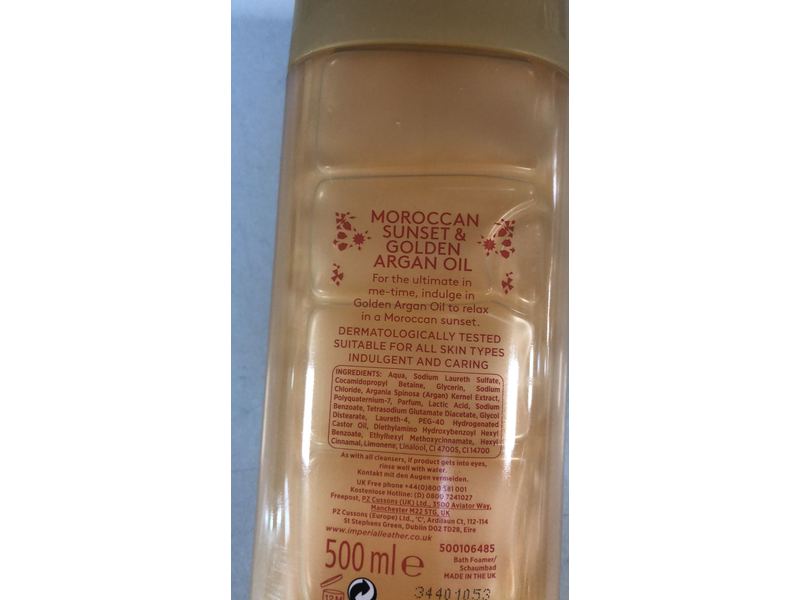 MOROCCAN
SUNSET &
GOLDEN
ARGAN OIL
For the ultimate in
me-time, indulge in
Golden Argan Oil to relax
in a Moroccan sunset.
DERMATOLOGICALLY TESTED
SUITABLE FOR ALL SKIN TYPES
INDULGENT AND CARING
INGREDIENTS: Aqua, Sodium Laureth Sulfate,
Cocamidopropyl Betaine, Glycerin, Sodium
Chloride, Argania Spinosa (Argan) Kernel Extract,
Polyquaternium-7, Parfum, Lactic Acid, Sodium
Benzoate, Tetrasodium Glutamate Diacetate, Glycol
Distearate, Laureth-4, PEG-40 Hydrogenated
Castor Oil, Diethylamino Hydroxybenzoyl Hexyl
Benzoate, Ethylhexyl Methoxycinnamate, Hexyl
Cinnamal, Limonene, Linalool, CI 47005, CI 14700
As with all cleansers, if product gets into eyes,
rinse well with water.
Kontakt mit den Augen vermeiden.
UK Free phone +44(0)800 581 001
Kostenlose Hotline: (D) 0800 7241027
Freepost, PZ Cussons (UK) Ltd., 3500 Aviator Way,
Manchester M22 5TG, UK
PZ Cussons (Europe) Ltd., 'C', Ardilaun Ct, 112-114
St Stephens Green, Dublin D02 TD28, Eire
www.imperialleather.co.uk
500 ml e
500106485
Bath Foamer/
Schaumbad
MADE IN THE UK
12M
34401053